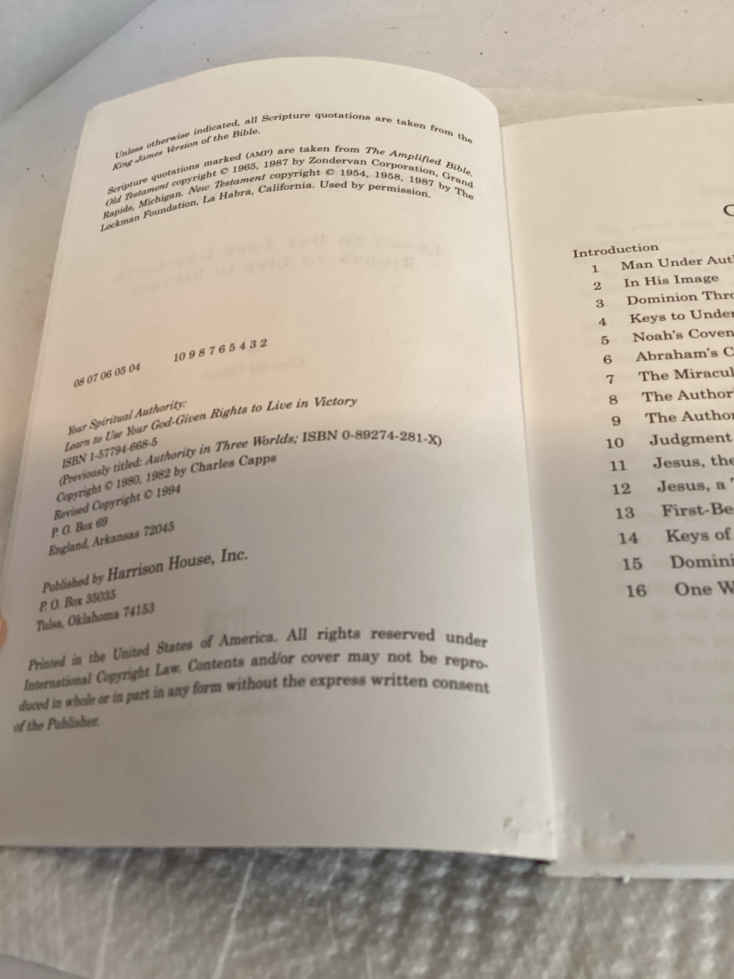 Unless otherwise indicated, all Scripture quotations are taken from the
King James Version of the Bible.
Scripture quotations marked (AMP) are taken from The Amplified Bible,
Old Testament copyright © 1965, 1987 by Zondervan Corporation, Grand
Rapids, Michigan. New Testament copyright © 1954, 1958, 1987 by The
Lockman Foundation, La Habra, California. Used by permission.
08 07 06 05 04 10 9 8 7 6 5 4 3 2
Your Spiritual Authority:
Learn to Use Your God-Given Rights to Live in Victory
ISBN 1-57794-668-5
(Previously titled: Authority in Three Worlds; ISBN 0-89274-281-X)
Copyright © 1980, 1982 by Charles Capps
Revised Copyright © 1994
P. O. Box 69
England, Arkansas 72045
Published by Harrison House, Inc.
P. O. Box 35035
Tulsa, Oklahoma 74153
Printed in the United States of America. All rights reserved under
International Copyright Law. Contents and/or cover may not be repro-
duced in whole or in part in any form without the express written consent
of the Publisher.
C
Introduction
1 Man Under Aut
2 In His Image
3 Dominion Thro
4 Keys to Under
5 Noah's Coven
6 Abraham's C
7 The Miracul
8 The Author
9 The Author
10 Judgment
11 Jesus, the
12 Jesus, a
13 First-Be
14 Keys of
15 Domini
16 One W